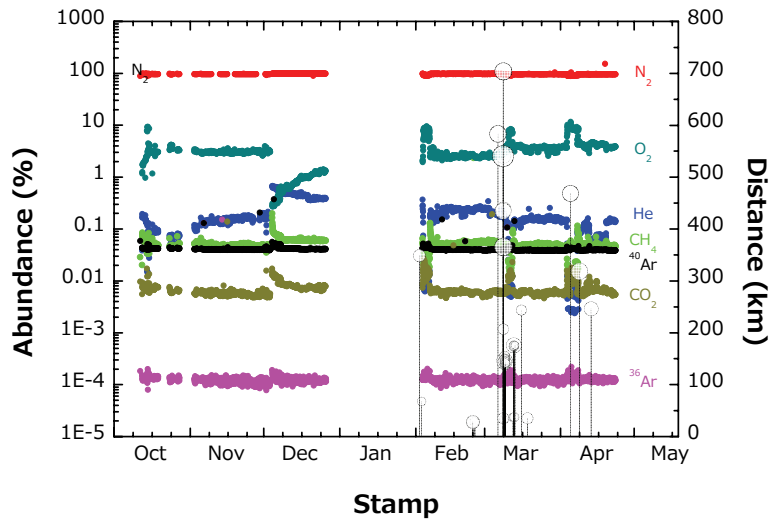 1000
100
10
1
0.1
0.01
1E-3
1E-4
1E-5
Abundance (%)
N2
N2
O2
He
CH4
40Ar
CO2
36Ar
800
700
600
500
400
300
200
100
0
Distance (km)
Oct Nov Dec Jan Feb Mar Apr May
Stamp